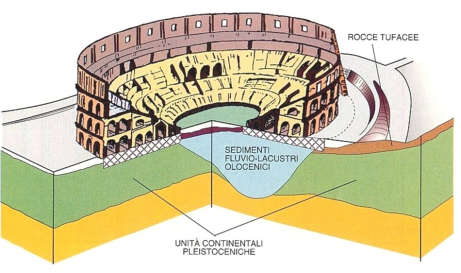 ROCCE TUFACEE
SEDIMENTI
FLUVIO-LACUSTRI
OLOCENICI
UNITÀ CONTINENTALI
PLEISTOCENICHE